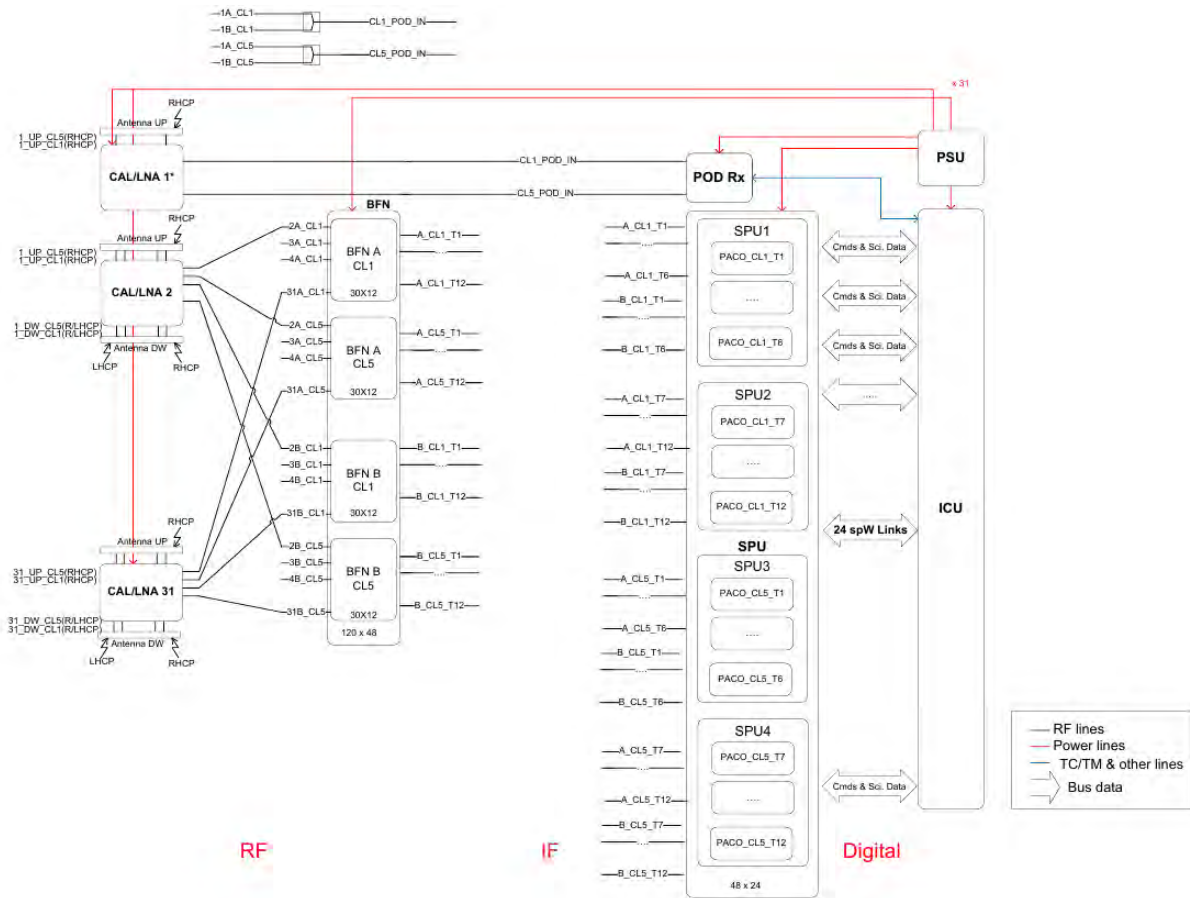 1A_CL1
1B_CL1
CL1_POD_IN
1A_CL5
1B_CL5
CL5_POD_IN
x 31
RHCP
Antenna UP
1_UP_CL5(RHCP)
1_UP_CL1(RHCP)
CAL/LNA 1*
CL1_POD_IN
CL5_POD_IN
POD Rx
PSU
RHCP
Antenna UP
1_UP_CL5(RHCP)
1_UP_CL1(RHCP)
CAL/LNA 2
1_DW_CL5(R/LHCP)
1_DW_CL1(R/LHCP)
Antenna DW
LHCP
RHCP
RHCP
Antenna UP
31_UP_CL5(RHCP)
31_UP_CL1(RHCP)
CAL/LNA 31
31_DW_CL5(R/LHCP)
31_DW_CL1(R/LHCP)
Antenna DW
LHCP
RHCP
BFN
2A_CL1
3A_CL1
4A_CL1
31A_CL1
BFN A
CL1
30X12
A_CL1_T1
....
A_CL1_T12
2A_CL5
3A_CL5
4A_CL5
31A_CL5
BFN A
CL5
30X12
A_CL5_T1
....
A_CL5_T12
2B_CL1
3B_CL1
4B_CL1
31B_CL1
BFN B
CL1
30X12
B_CL1_T1
....
B_CL1_T12
2B_CL5
3B_CL5
4B_CL5
31B_CL5
BFN B
CL5
30X12
B_CL5_T1
....
B_CL5_T12
120 x 48
A_CL1_T1
....
A_CL1_T6
B_CL1_T1
....
B_CL1_T6
SPU1
PACO_CL1_T1
....
PACO_CL1_T6
A_CL1_T7
....
A_CL1_T12
B_CL1_T7
....
B_CL1_T12
SPU2
PACO_CL1_T7
....
PACO_CL1_T12
SPU
A_CL5_T1
....
A_CL5_T6
B_CL5_T1
....
B_CL5_T6
SPU3
PACO_CL5_T1
....
PACO_CL5_T6
A_CL5_T7
....
A_CL5_T12
B_CL5_T7
....
B_CL5_T12
SPU4
PACO_CL5_T7
....
PACO_CL5_T12
48 x 24
Cmds & Sci. Data
Cmds & Sci. Data
Cmds & Sci. Data
.....
24 spW Links
Cmds & Sci. Data
ICU
RF lines
Power lines
TC/TM & other lines
Bus data
RF
IF
Digital